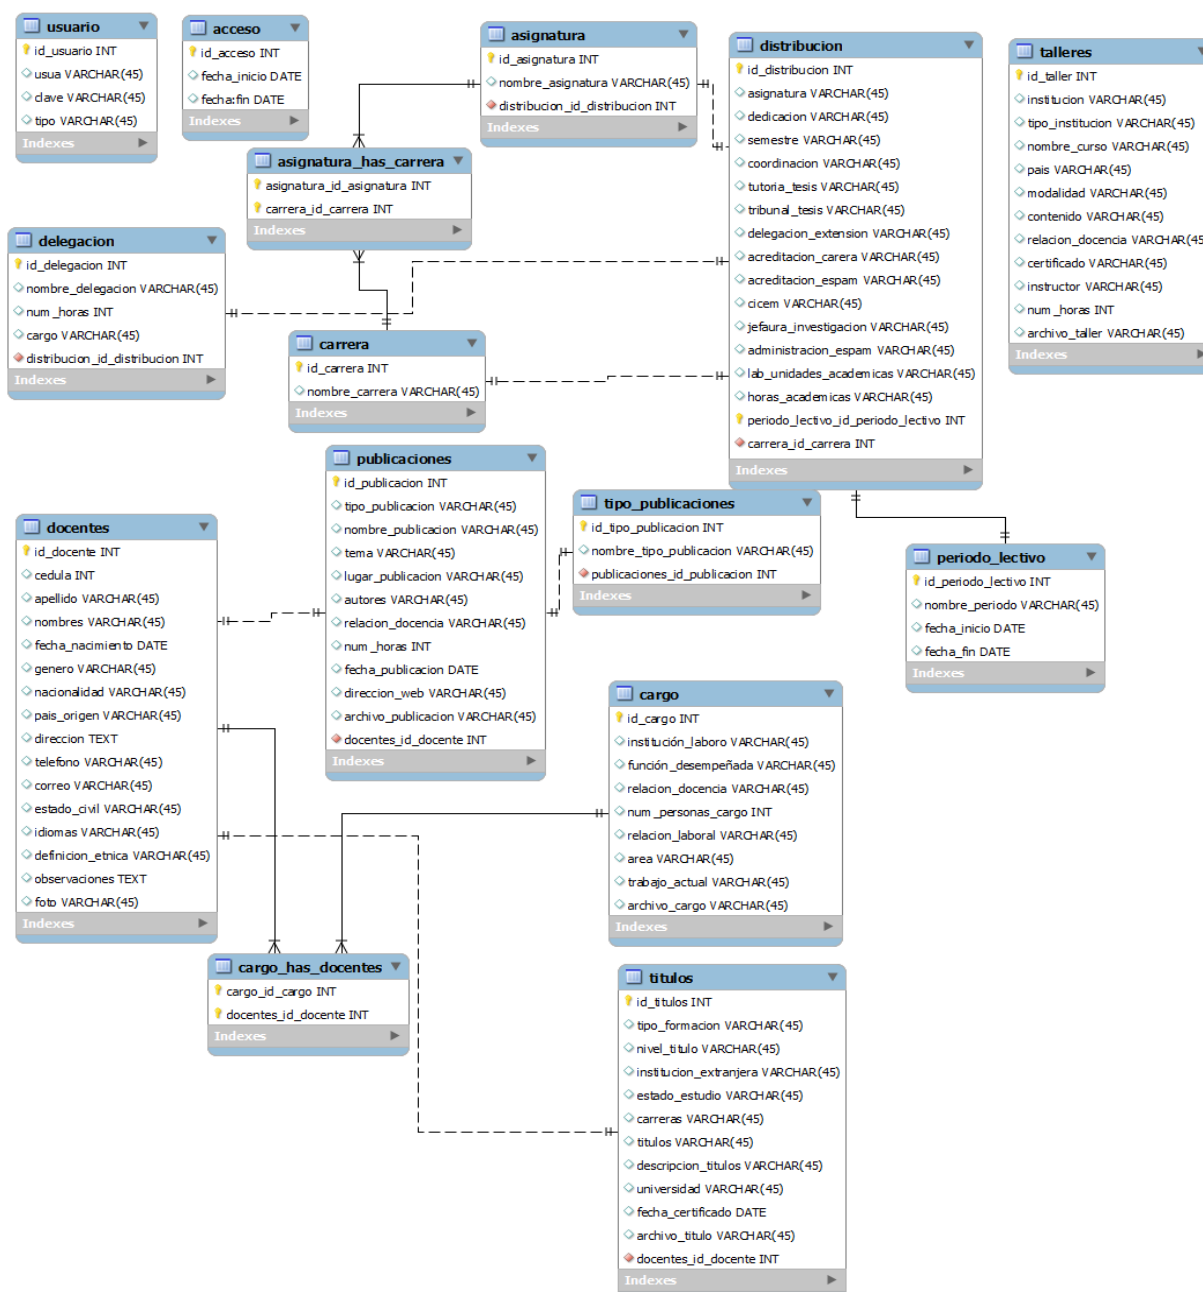 usuario
id_usuario INT
usua VARCHAR(45)
clave VARCHAR(45)
tipo VARCHAR(45)
Indexes
acceso
id_acceso INT
fecha_inicio DATE
fecha:fin DATE
Indexes
asignatura
id_asignatura INT
nombre_asignatura VARCHAR(45)
distribucion_id_distribucion INT
Indexes
distribucion
id_distribucion INT
asignatura VARCHAR(45)
dedicacion VARCHAR(45)
semestre VARCHAR(45)
coordinacion VARCHAR(45)
tutoria_tesis VARCHAR(45)
tribunal_tesis VARCHAR(45)
delegacion_extension VARCHAR(45)
acreditacion_carera VARCHAR(45)
acreditacion_espam VARCHAR(45)
cicem VARCHAR(45)
jefaura_investigacion VARCHAR(45)
administracion_espam VARCHAR(45)
lab_unidades_academicas VARCHAR(45)
horas_academicas VARCHAR(45)
periodo_lectivo_id_periodo_lectivo INT
carrera_id_carrera INT
Indexes
talleres
id_taller INT
institucion VARCHAR(45)
tipo_institucion VARCHAR(45)
nombre_curso VARCHAR(45)
pais VARCHAR(45)
modalidad VARCHAR(45)
contenido VARCHAR(45)
relacion_docencia VARCHAR(45
certificado VARCHAR(45)
instructor VARCHAR(45)
num_horas INT
archivo_taller VARCHAR(45)
Indexes
asignatura_has_carrera
asignatura_id_asignatura INT
carrera_id_carrera INT
Indexes
delegacion
id_delegacion INT
nombre_delegacion VARCHAR(45)
num_horas INT
cargo VARCHAR(45)
distribucion_id_distribucion INT
Indexes
carrera
id_carrera INT
nombre_carrera VARCHAR(45)
Indexes
publicaciones
id_publicacion INT
tipo_publicacion VARCHAR(45)
nombre_publicacion VARCHAR(45)
tema VARCHAR(45)
lugar_publicacion VARCHAR(45)
autores VARCHAR(45)
relacion_docencia VARCHAR(45)
num_horas INT
fecha_publicacion DATE
direccion_web VARCHAR(45)
archivo_publicacion VARCHAR(45)
docentes_id_docente INT
Indexes
tipo_publicaciones
id_tipo_publicacion INT
nombre_tipo_publicacion VARCHAR(45)
publicaciones_id_publicacion INT
Indexes
docentes
id_docente INT
cedula INT
apellido VARCHAR(45)
nombres VARCHAR(45)
fecha_nacimiento DATE
genero VARCHAR(45)
nacionalidad VARCHAR(45)
pais_origen VARCHAR(45)
direccion TEXT
telefono VARCHAR(45)
correo VARCHAR(45)
estado_civil VARCHAR(45)
idiomas VARCHAR(45)
definicion_etnica VARCHAR(45)
observaciones TEXT
foto VARCHAR(45)
Indexes
periodo_lectivo
id_periodo_lectivo INT
nombre_periodo VARCHAR(45)
fecha_inicio DATE
fecha_fin DATE
Indexes
cargo
id_cargo INT
institución_laboro VARCHAR(45)
función_desempeñada VARCHAR(45)
relacion_docencia VARCHAR(45)
num_personas_cargo INT
relacion_laboral VARCHAR(45)
area VARCHAR(45)
trabajo_actual VARCHAR(45)
archivo_cargo VARCHAR(45)
Indexes
cargo_has_docentes
cargo_id_cargo INT
docentes_id_docente INT
Indexes
titulos
id_titulos INT
tipo_formacion VARCHAR(45)
nivel_titulo VARCHAR(45)
institucion_extranjera VARCHAR(45)
estado_estudio VARCHAR(45)
carreras VARCHAR(45)
titulos VARCHAR(45)
descripcion_titulos VARCHAR(45)
universidad VARCHAR(45)
fecha_certificado DATE
archivo_titulo VARCHAR(45)
docentes_id_docente INT
Indexes